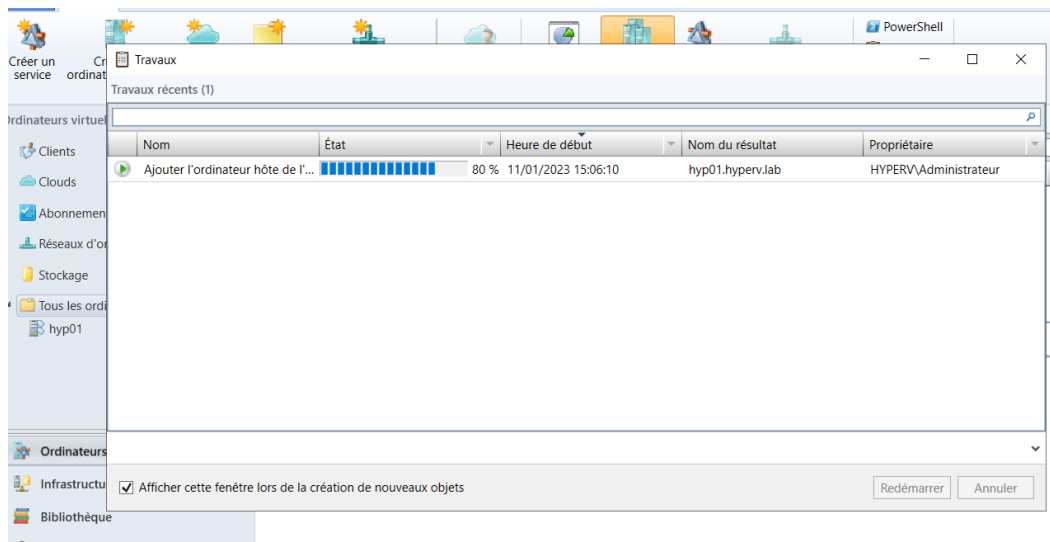 PowerShell
Créer un
service
Cr
ordinat
Travaux
Travaux récents (1)
Ordinateurs virtuel
Clients
Clouds
Abonnemen
Réseaux d'or
Stockage
Tous les ordi
hyp01
Nom État Heure de début Nom du résultat Propriétaire
Ajouter l'ordinateur hôte de l'... 80 % 11/01/2023 15:06:10 hyp01.hyperv.lab HYPERV\Administrateur
Ordinateurs
Infrastructu
Bibliothèque
Afficher cette fenêtre lors de la création de nouveaux objets
Redémarrer Annuler